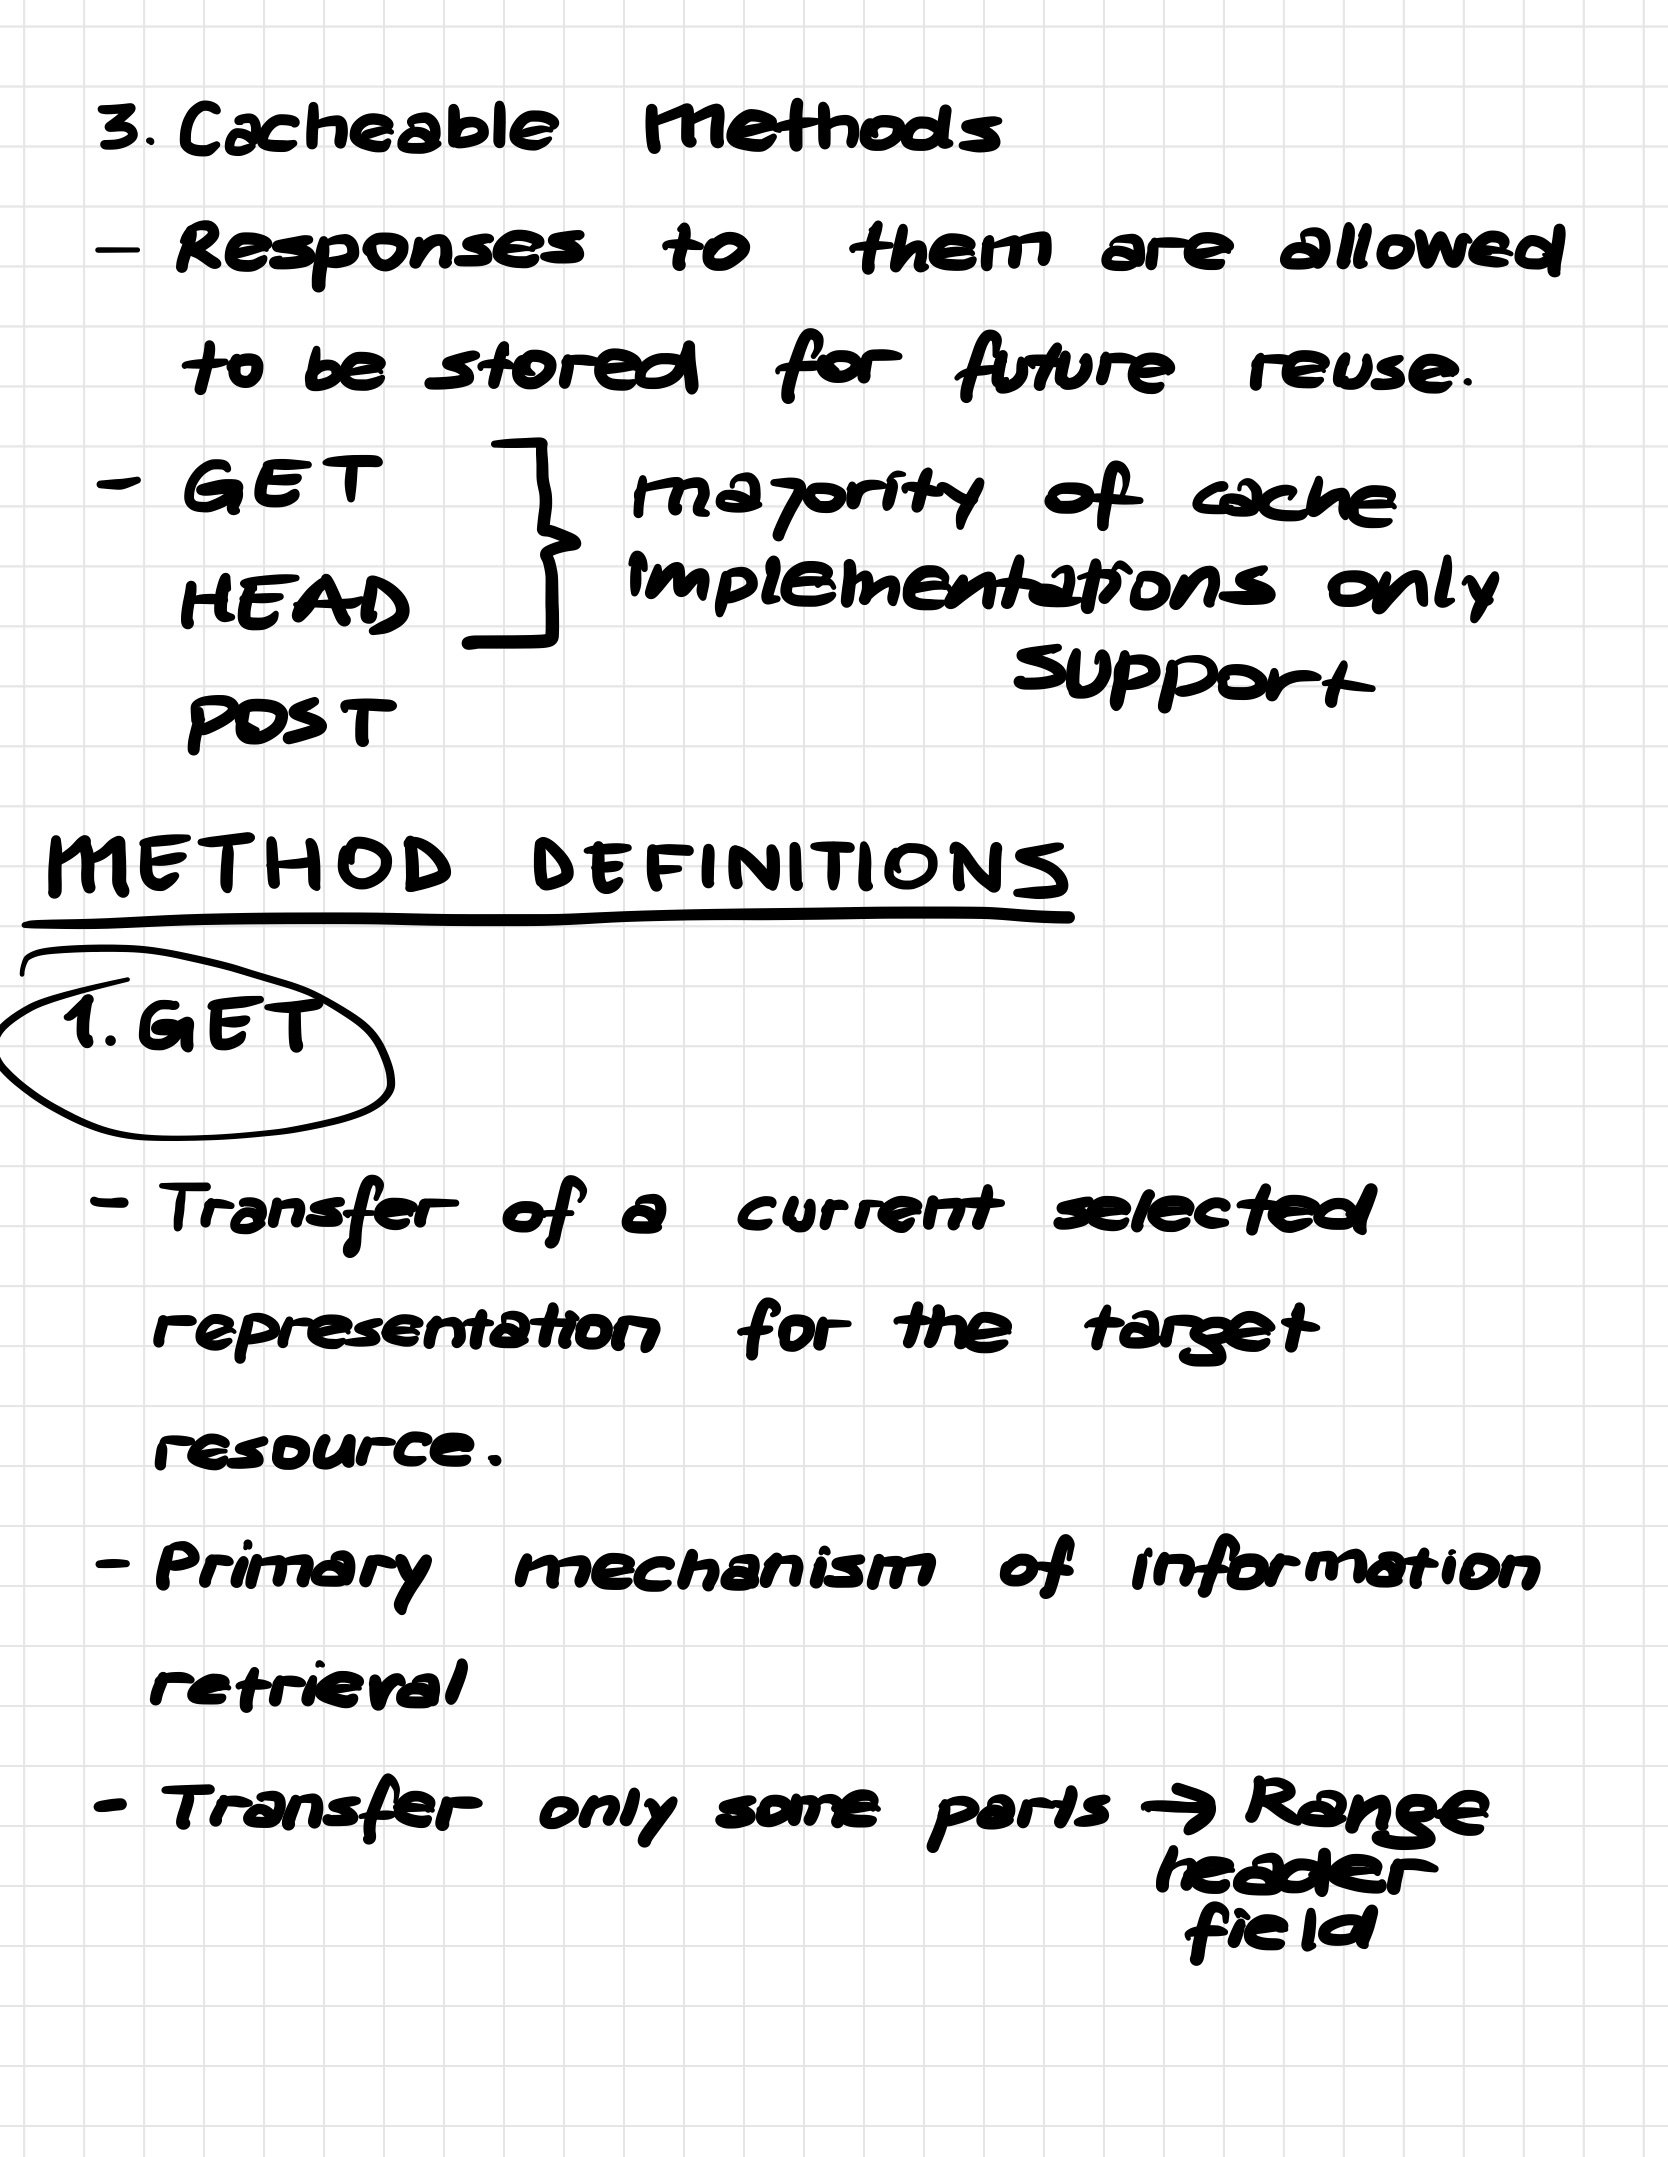 3. Cacheable Methods
- Responses to them are allowed
to be stored for future reuse.
- GET
HEAD
POST
majority of cache
implementations only
support
METHOD DEFINITIONS
1. GET
- Transfer of a current selected
representation for the target
resource.
- Primary mechanism of information
retrieval
- Transfer only some parts → Range
header
field